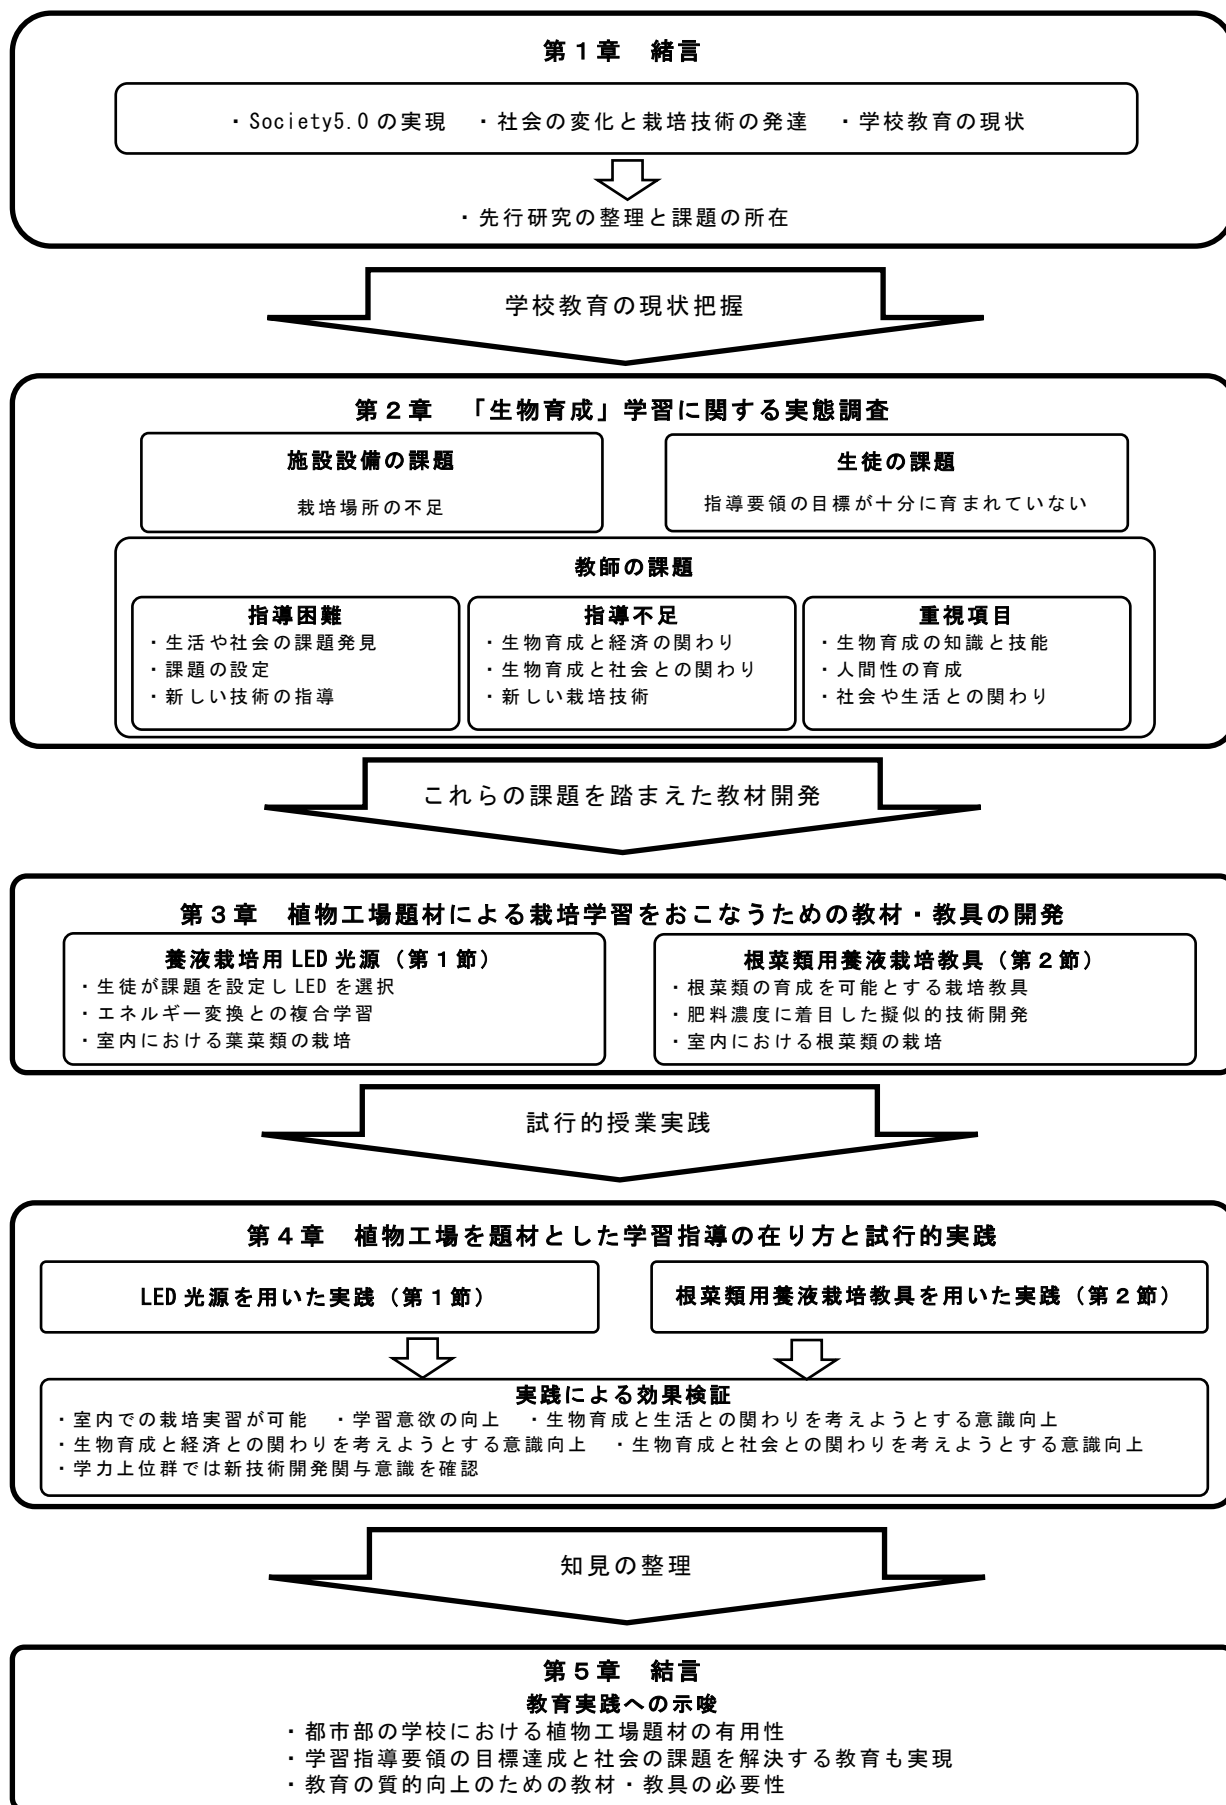 第1章　緒言
・Society5.0の実現　・社会の変化と栽培技術の発達　・学校教育の現状
・先行研究の整理と課題の所在
学校教育の現状把握
第2章　「生物育成」学習に関する実態調査
施設設備の課題
栽培場所の不足
生徒の課題
指導要領の目標が十分に育まれていない
教師の課題
指導困難
・生活や社会の課題発見
・課題の設定
・新しい技術の指導
指導不足
・生物育成と経済の関わり
・生物育成と社会との関わり
・新しい栽培技術
重視項目
・生物育成の知識と技能
・人間性の育成
・社会や生活との関わり
これらの課題を踏まえた教材開発
第3章　植物工場題材による栽培学習をおこなうための教材・教具の開発
養液栽培用LED光源（第1節）
・生徒が課題を設定しLEDを選択
・エネルギー変換との複合学習
・室内における葉菜類の栽培
根菜類用養液栽培教具（第2節）
・根菜類の育成を可能とする栽培教具
・肥料濃度に着目した擬似的技術開発
・室内における根菜類の栽培
試行的授業実践
第4章　植物工場を題材とした学習指導の在り方と試行的実践
LED光源を用いた実践（第1節）
根菜類用養液栽培教具を用いた実践（第2節）
実践による効果検証
・室内での栽培実習が可能　・学習意欲の向上　・生物育成と生活との関わりを考えようとする意識向上
・生物育成と経済との関わりを考えようとする意識向上　・生物育成と社会との関わりを考えようとする意識向上
・学力上位群では新技術開発関与意識を確認
知見の整理
第5章　結言
教育実践への示唆
・都市部の学校における植物工場題材の有用性
・学習指導要領の目標達成と社会の課題を解決する教育も実現
・教育の質的向上のための教材・教具の必要性